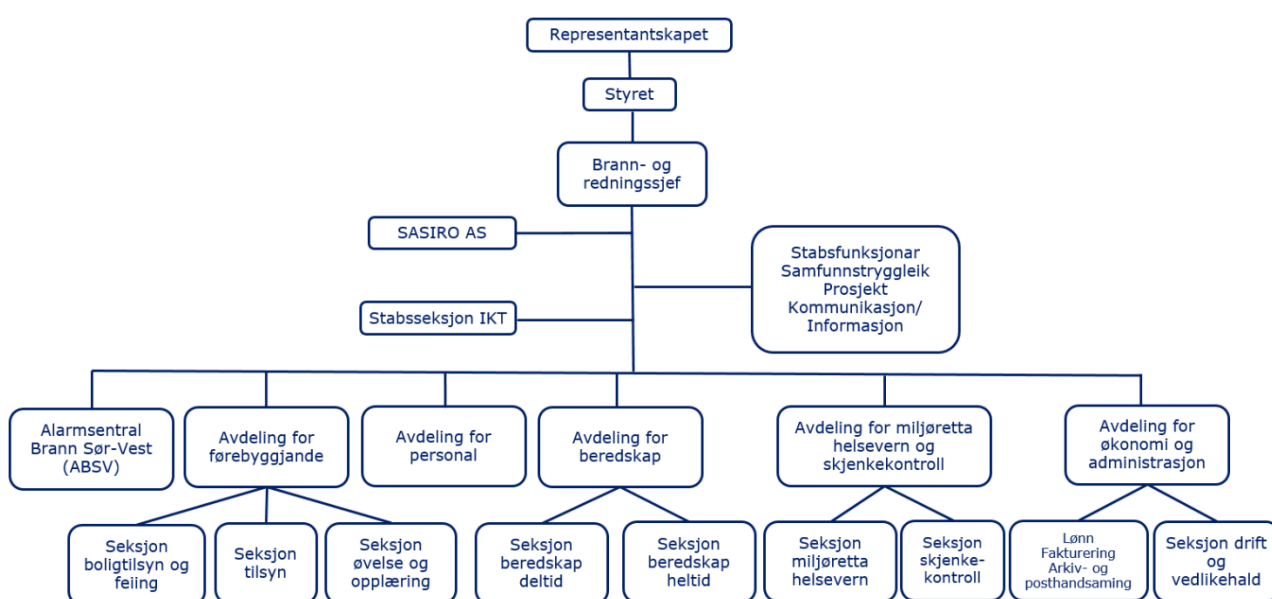 Representantskapet
Styret
Brann- og
redningssjef
SASIRO AS
Stabsfunksjonar
Samfunnstryggleik
Prosjekt
Kommunikasjon/
Informasjon
Stabsseksjon IKT
Alarmsentral
Brann Sør-Vest
(ABSV)
Avdeling for
førebyggjande
Avdeling for
personal
Avdeling for
beredskap
Avdeling for miljøretta
helsevern og
skjenkekontroll
Avdeling for
økonomi og
administrasjon
Seksjon
boligtilsyn og
feiing
Seksjon
tilsyn
Seksjon
øvelse og
opplæring
Seksjon
beredskap
deltid
Seksjon
beredskap
heltid
Seksjon
miljøretta
helsevern
Seksjon
skjenke-
kontroll
Lønn
Fakturering
Arkiv- og
posthandsaming
Seksjon drift
og
vedlikehald